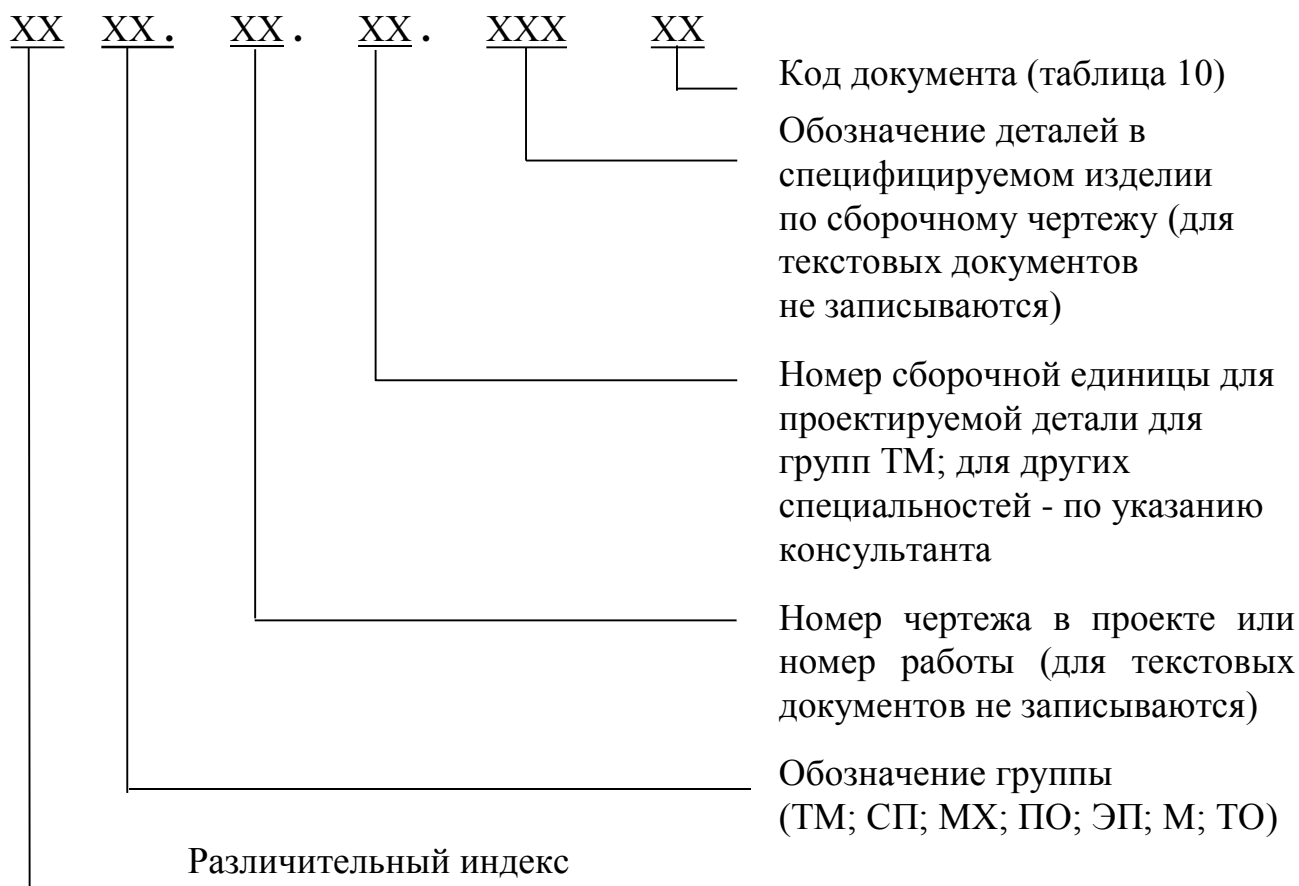 XX XX. XX. XX. XXX XX
Код документа (таблица 10)
Обозначение деталей в
специфицируемом изделии
по сборочному чертежу (для
текстовых документов
не записываются)
Номер сборочной единицы для
проектируемой детали для
групп ТМ; для других
специальностей - по указанию
консультанта
Номер чертежа в проекте или
номер работы (для текстовых
документов не записываются)
Обозначение группы
(ТМ; СП; МХ; ПО; ЭП; М; ТО)
Различительный индекс